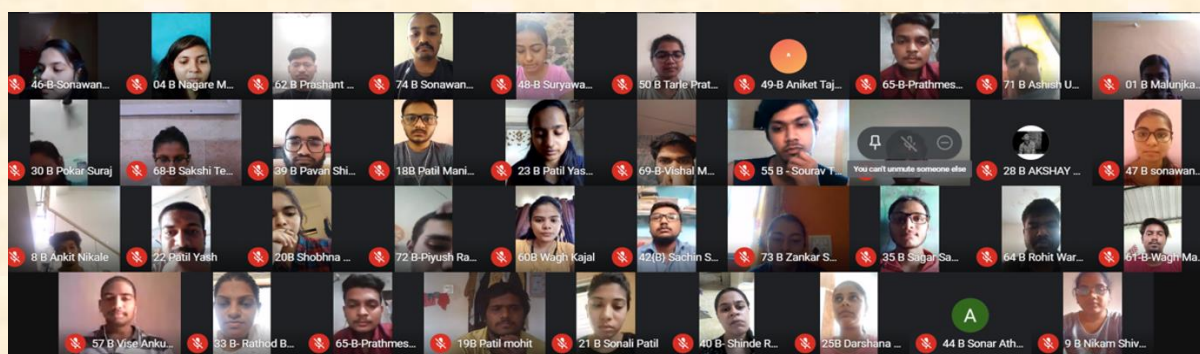 46-B-Sonawan...
04 B Nagare M...
62 B Prashant ...
74 B Sonawan...
48-B- Suryawa...
50 B Tarle Prat...
49-B Aniket Taj...
65-B-Prathmes...
71 B Ashish U...
01 B Malunjka...
30 B Pokar Suraj
68-B Sakshi Te...
39 B Pavan Shi...
18B Patil Mani...
23 B Patil Yas...
69-B-Vishal M...
55 B - Sourav T...
You can't unmute someone else
28 B AKSHAY ...
47 B sonawan...
8 B Ankit Nikale
22 Patil Yash
20B Shobhna ...
72 B-Piyush Ra...
60B Wagh Kajal
42(B) Sachin S...
73 B Zankar S...
35 B Sagar Sa...
64 B Rohit War...
61-B-Wagh Ma...
57 B Vise Anku...
33 B- Rathod B...
65-B-Prathmes...
19B Patil mohit
21 B Sonali Patil
40 B- Shinde R...
25B Darshana ...
A
44 B Sonar Ath...
9 B Nikam Shiv...